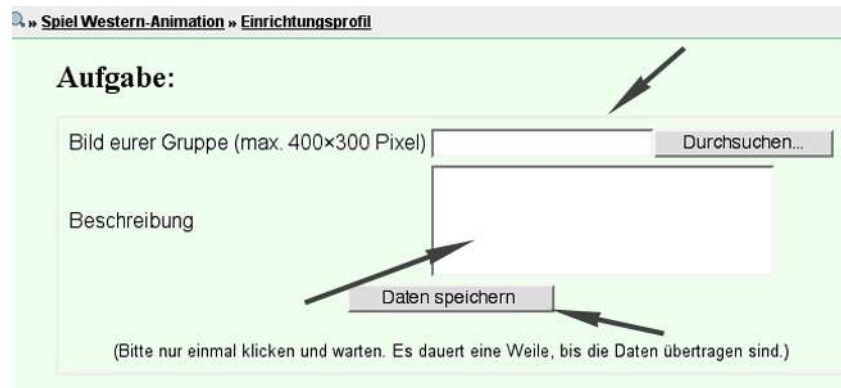 » Spiel Western-Animation » Einrichtungsprofil
Aufgabe:
Bild eurer Gruppe (max. 400×300 Pixel) Durchsuchen...
Beschreibung
Daten speichern
(Bitte nur einmal klicken und warten. Es dauert eine Weile, bis die Daten übertragen sind.)